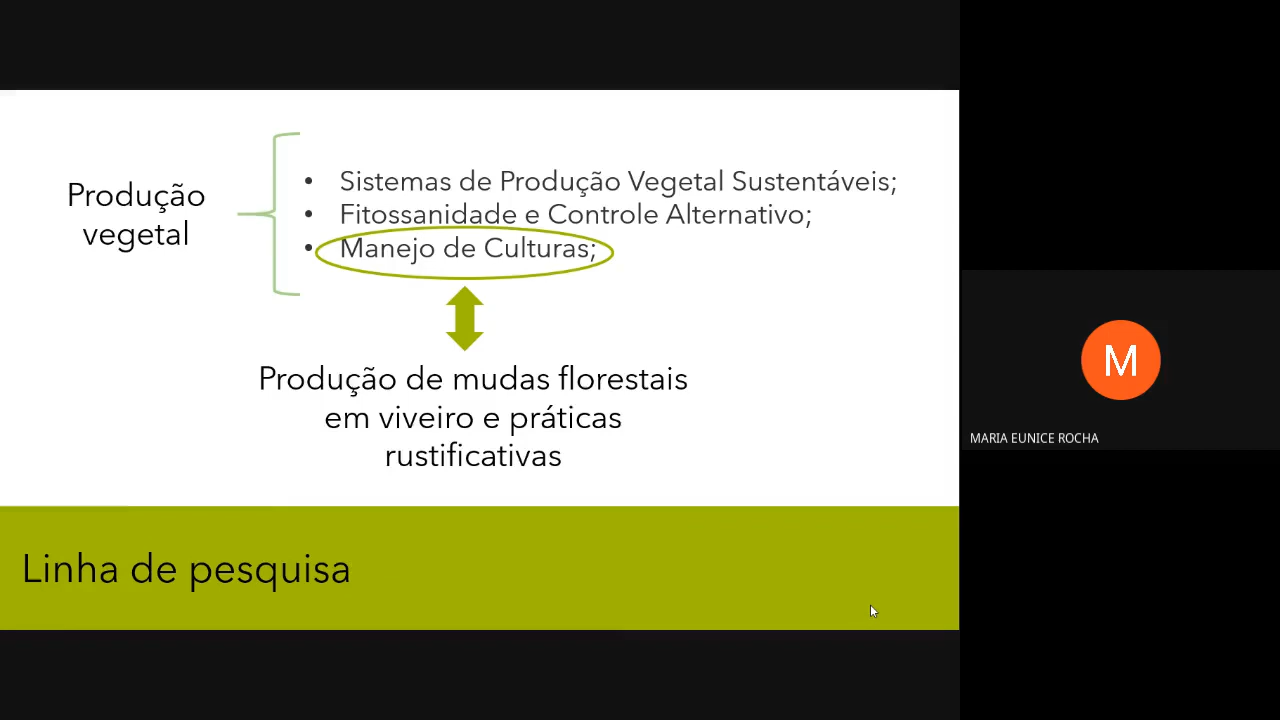 Produção
vegetal
• Sistemas de Produção Vegetal Sustentáveis;
• Fitossanidade e Controle Alternativo;
• Manejo de Culturas;
Produção de mudas florestais
em viveiro e práticas
rustificativas
Linha de pesquisa
M
MARIA EUNICE ROCHA